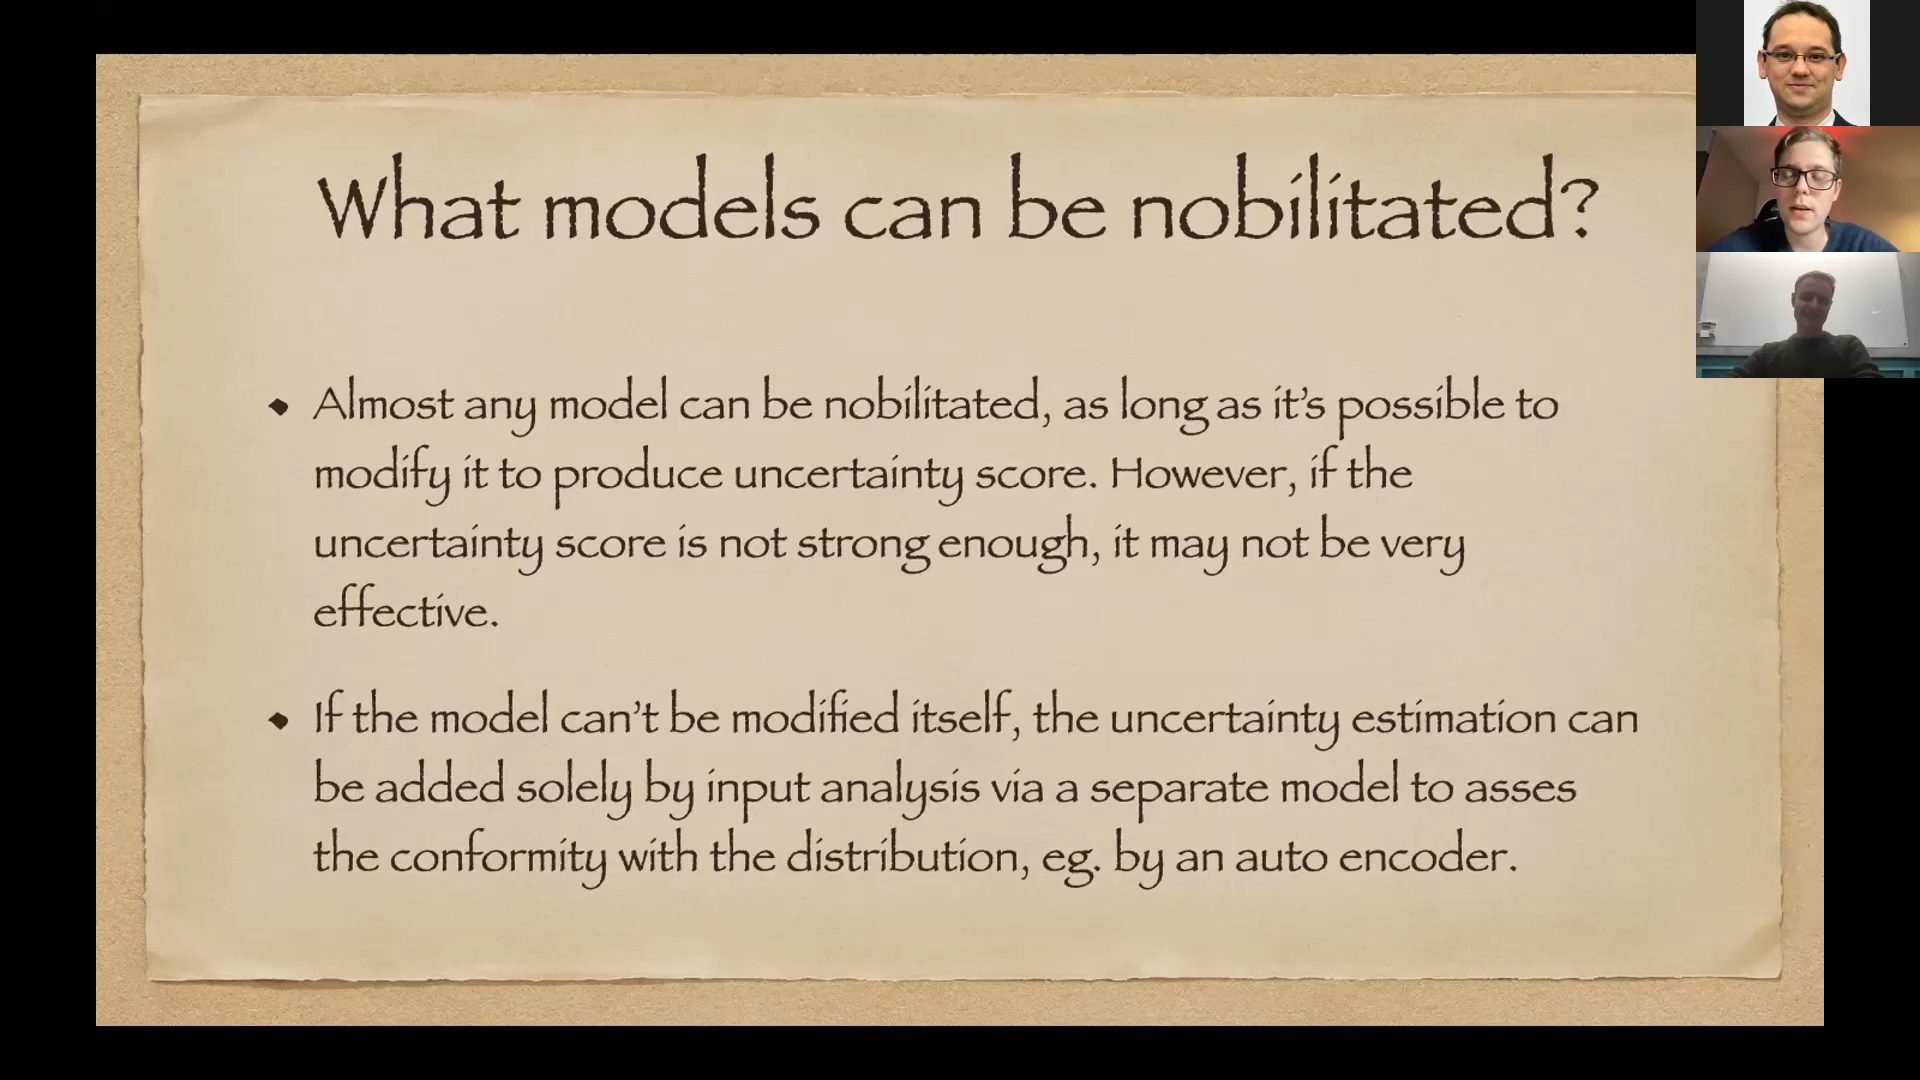 What models can be nobilitated?
Almost any model can be nobilitated, as long as it’s possible to
modify it to produce uncertainty score. However, if the
uncertainty score is not strong enough, it may not be very
effective.
If the model can’t be modified itself, the uncertainty estimation can
be added solely by input analysis via a separate model to asses
the conformity with the distribution, eg. by an auto encoder.